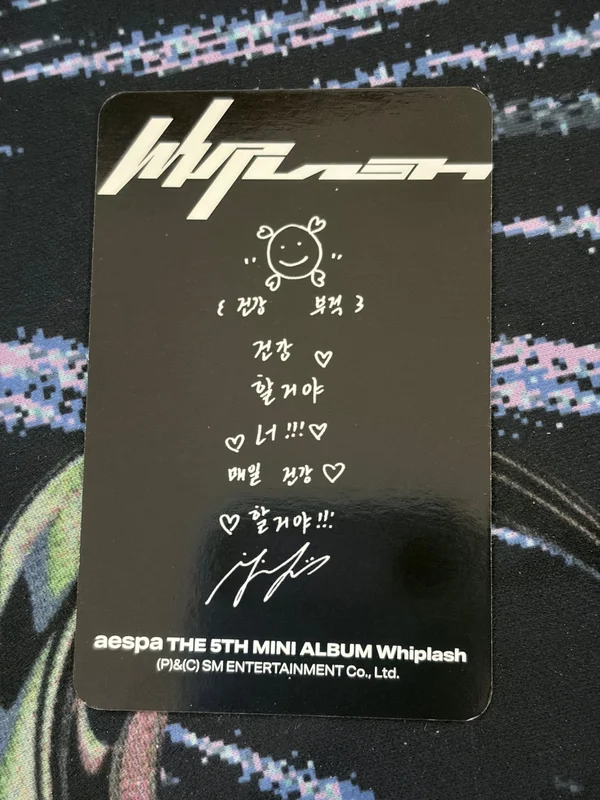 Whiplash
건강 부적
건강 ♡
할거야
♡ 너!!! ♡
매일 건강 ♡
♡ 할거야!!!
aespa THE 5TH MINI ALBUM Whiplash
(P)&(C) SM ENTERTAINMENT Co., Ltd.